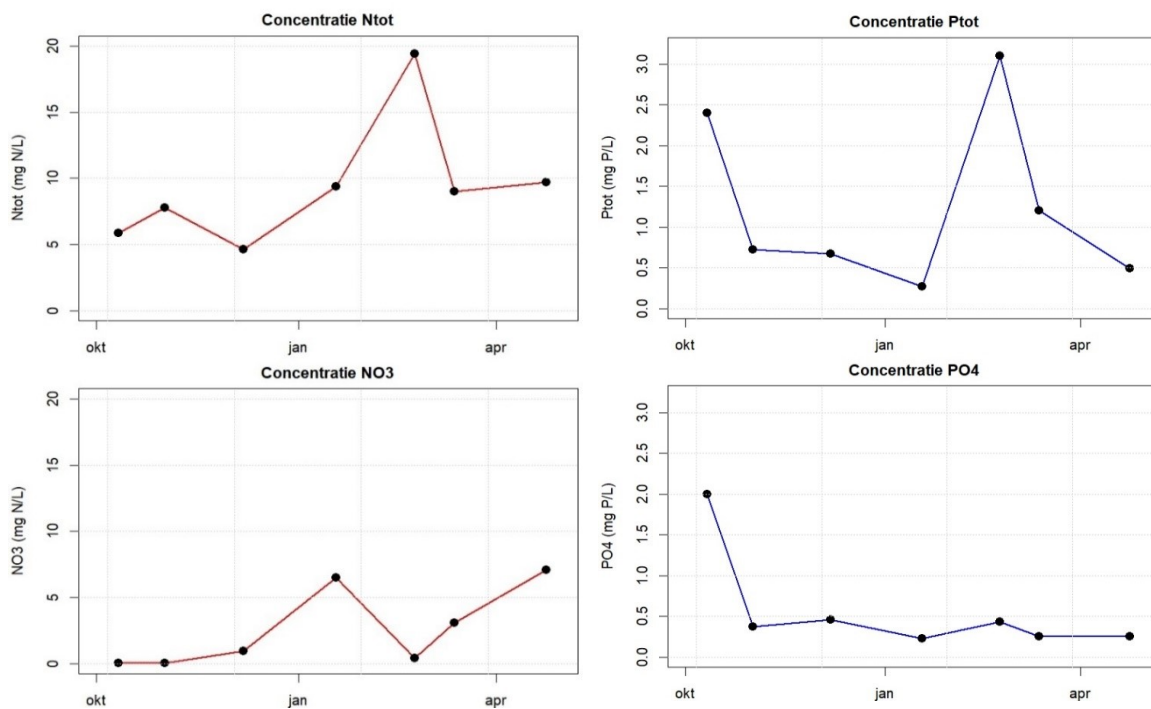 Concentratie Ntot
Ntot (mg N/L)
20
15
10
5
0
okt jan apr
Concentratie Ptot
Ptot (mg P/L)
3.0
2.5
2.0
1.5
1.0
0.5
0.0
okt jan apr
Concentratie NO3
NO3 (mg N/L)
20
15
10
5
0
okt jan apr
Concentratie PO4
PO4 (mg P/L)
3.0
2.5
2.0
1.5
1.0
0.5
0.0
okt jan apr